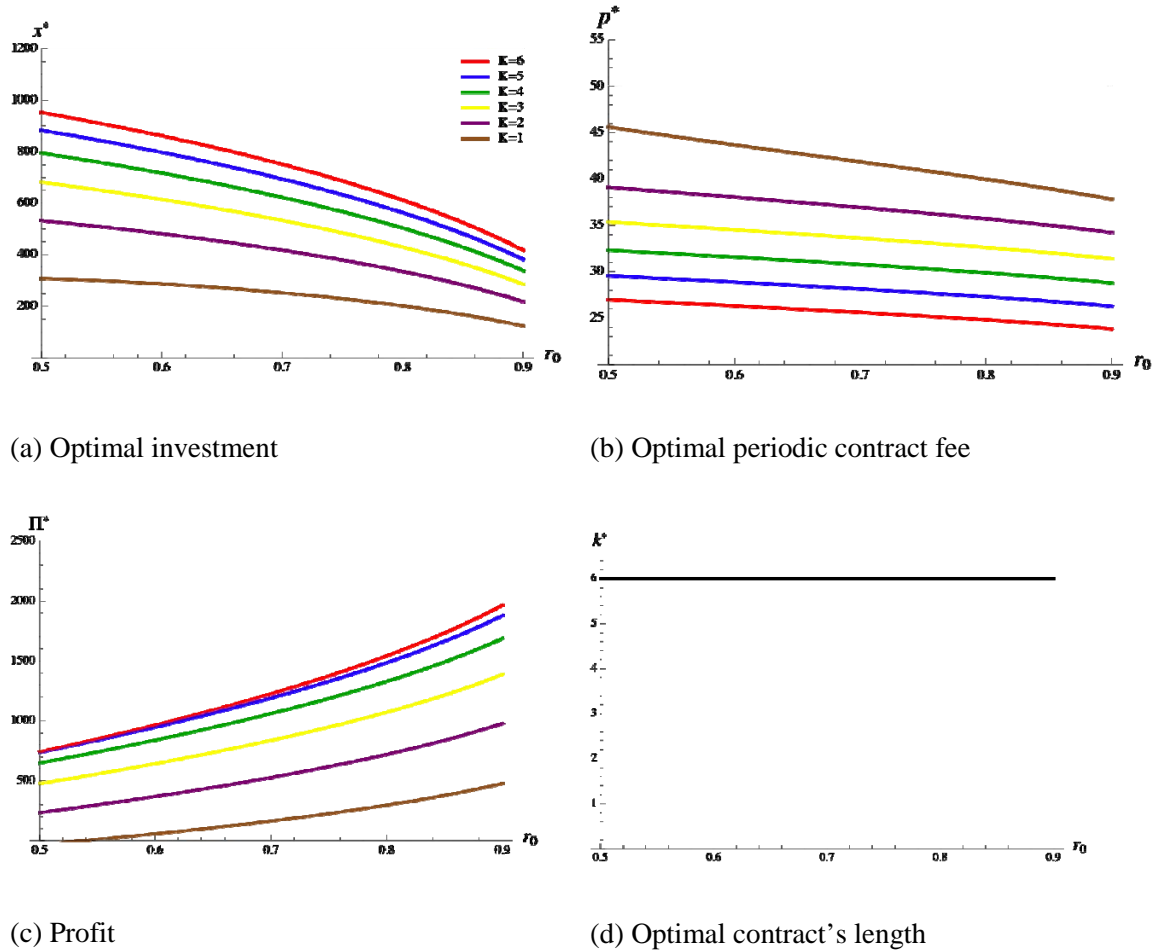 x*
1200
1000
800
600
400
200
0.5 0.6 0.7 0.8 0.9
r0
K=6
K=5
K=4
K=3
K=2
K=1
(a) Optimal investment
p*
55
50
45
40
35
30
25
0.5 0.6 0.7 0.8 0.9
r0
(b) Optimal periodic contract fee
Π*
2500
2000
1500
1000
500
0.5 0.6 0.7 0.8 0.9
r0
(c) Profit
k*
6
5
4
3
2
1
0.5 0.6 0.7 0.8 0.9
r0
(d) Optimal contract’s length